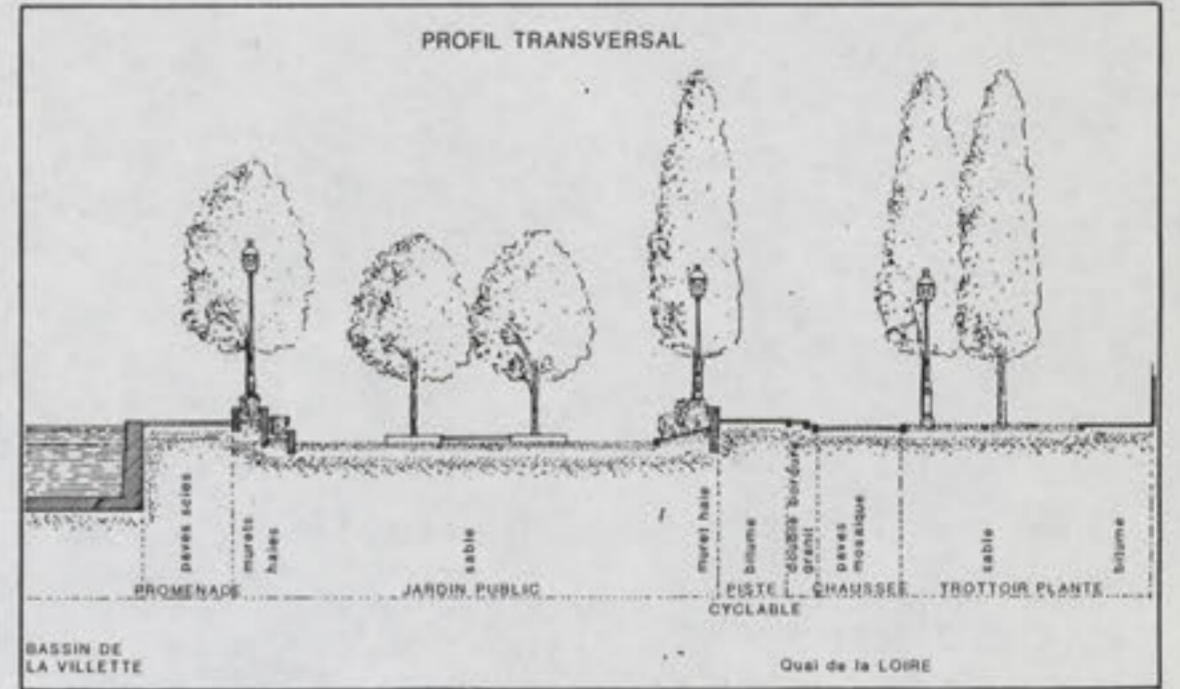 PROFIL TRANSVERSAL
paves scies
murets
haies
sable
muret haie
bitume
double bordure
granit
paves
mosaique
sable
bitume
PROMENADE
JARDIN PUBLIC
PISTE
CYCLABLE
CHAUSSEE
TROTTOIR PLANTE
BASSIN DE
LA VILLETTE
Quai de la LOIRE